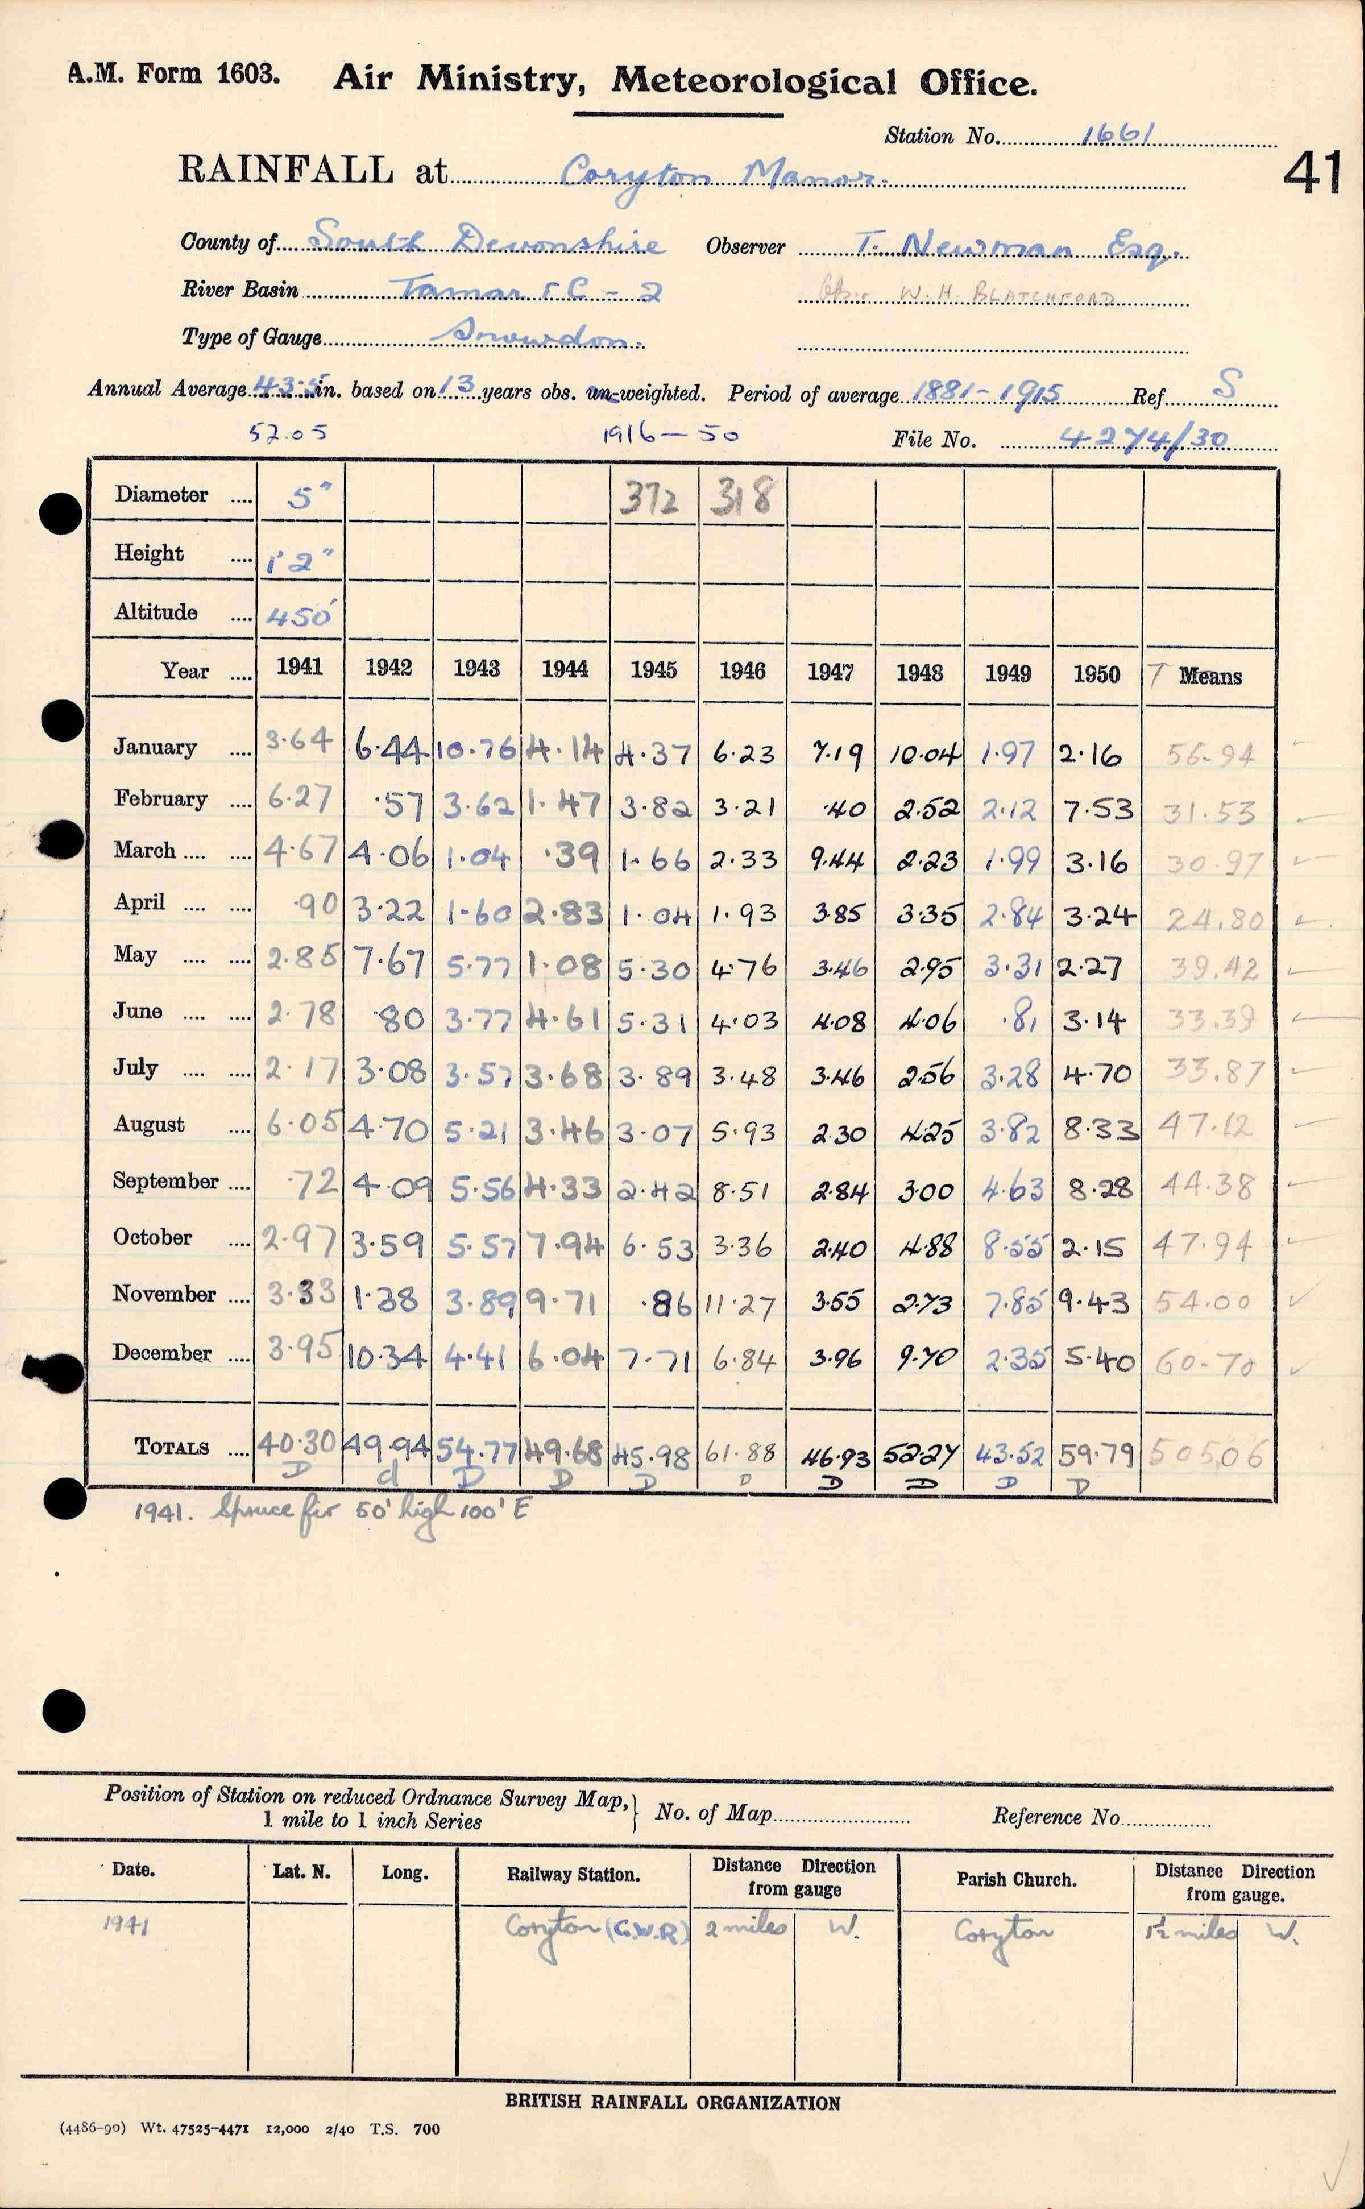 A.M. Form 1603. Air Ministry, Meteorological Office.
Station No. 1661
41
RAINFALL at Coryton Manor.
County of South Devonshire Observer T. Newman Esq.
River Basin Tamar & C - 2 Obs. W. H. BLATCHFORD
Type of Gauge Snowdon.
Annual Average 43.5 in. based on 13 years obs. un-weighted. Period of average 1881-1915 Ref S
52.05 1916-50 File No. 4274/30
Diameter .... 5" 372 318
Height .... 1'2"
Altitude .... 450'
Year .... 1941 1942 1943 1944 1945 1946 1947 1948 1949 1950 T Means
January .... 3.64 6.44 10.76 4.14 4.37 6.23 7.19 10.04 1.97 2.16 56.94
February .... 6.27 .57 3.62 1.47 3.82 3.21 .40 2.52 2.12 7.53 31.53
March .... .... 4.67 4.06 1.04 .39 1.66 2.33 9.44 2.23 1.99 3.16 30.97
April .... .... .90 3.22 1.60 2.83 1.04 1.93 3.85 3.35 2.84 3.24 24.80
May .... .... 2.85 7.67 5.77 1.08 5.30 4.76 3.46 2.95 3.31 2.27 39.42
June .... .... 2.78 .80 3.77 4.61 5.31 4.03 4.08 4.06 .81 3.14 33.39
July .... .... 2.17 3.08 3.57 3.68 3.89 3.48 3.46 2.56 3.28 4.70 33.87
August .... 6.05 4.70 5.21 3.46 3.07 5.93 2.30 4.25 3.82 8.33 47.12
September .... .72 4.09 5.56 4.33 2.42 8.51 2.84 3.00 4.63 8.28 44.38
October .... 2.97 3.59 5.57 7.94 6.53 3.36 2.40 4.88 8.55 2.15 47.94
November .... 3.33 1.38 3.89 9.71 .86 11.27 3.55 2.73 7.85 9.43 54.00
December .... 3.95 10.34 4.41 6.04 7.71 6.84 3.96 9.70 2.35 5.40 60.70
TOTALS .... 40.30 49.94 54.77 49.68 45.98 61.88 46.93 52.27 43.52 59.79 505.06
D d D D D D D D D D
1941. Spruce fir 50' high 100' E
Position of Station on reduced Ordnance Survey Map, } No. of Map Reference No
1 mile to 1 inch Series
Date. Lat. N. Long. Railway Station. Distance Direction from gauge Parish Church. Distance Direction from gauge.
1941 Coryton (G.W.R) 2 miles W. Coryton 1½ miles W.
BRITISH RAINFALL ORGANIZATION
(4486-90) Wt. 47525-4471 12,000 2/40 T.S. 700